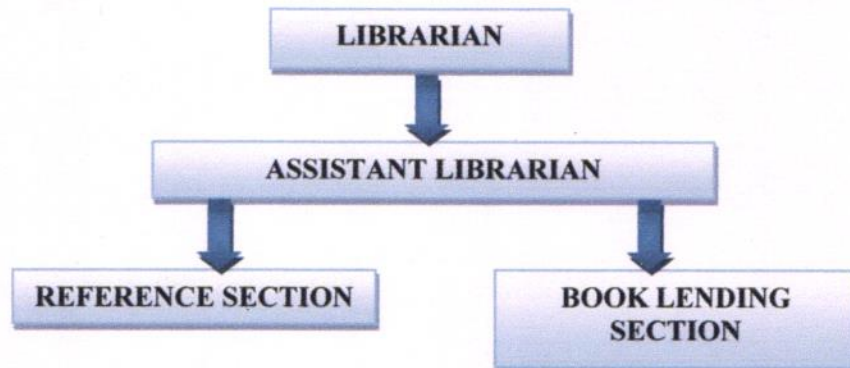 LIBRARIAN
ASSISTANT LIBRARIAN
REFERENCE SECTION
BOOK LENDING
SECTION